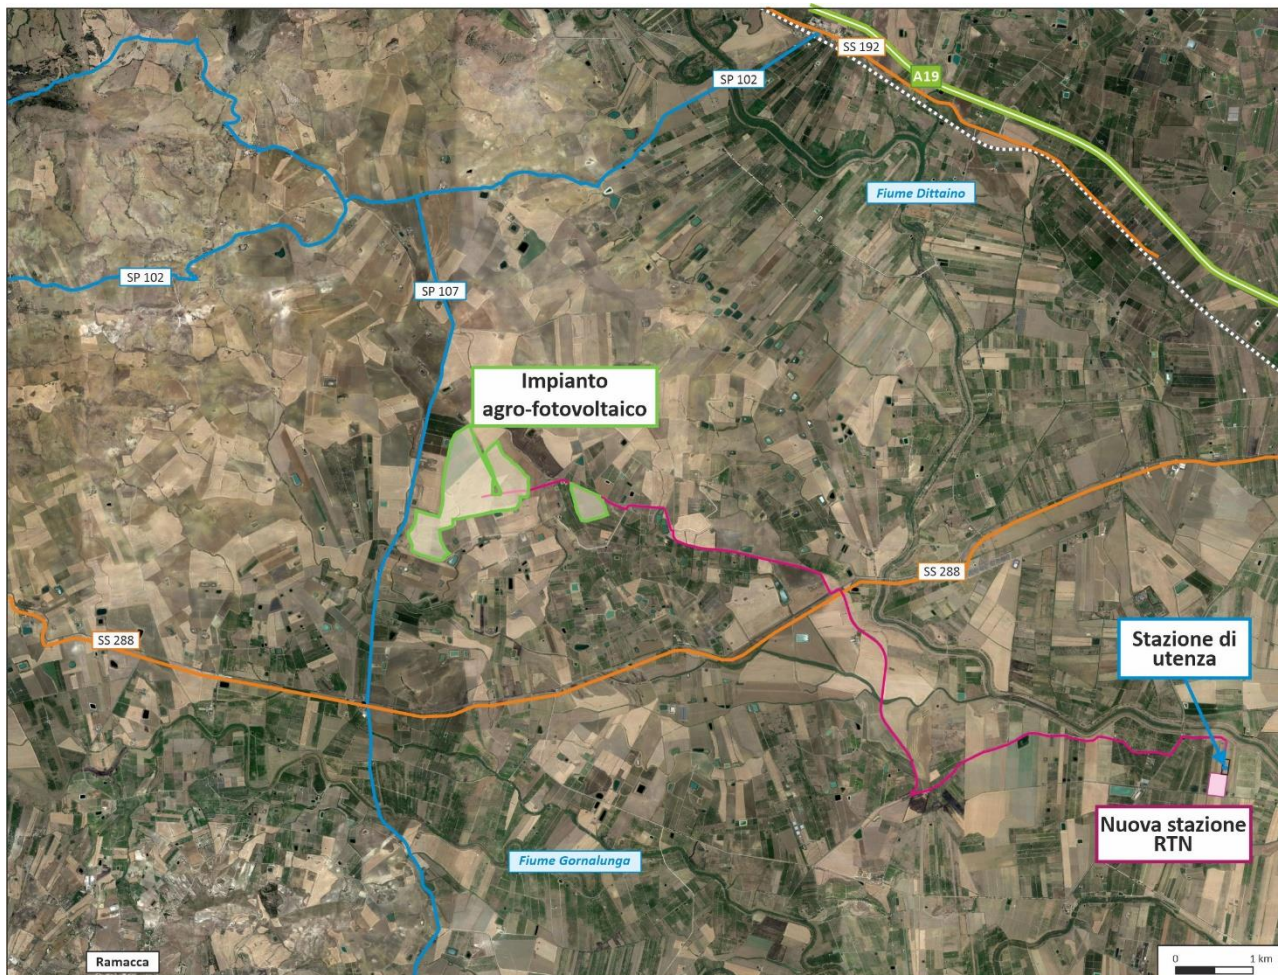 SS 192
A19
SP 102
Fiume Dittaino
SP 102
SP 107
Impianto
agro-fotovoltaico
SS 288
SS 288
Stazione di
utenza
Nuova stazione
RTN
Fiume Gornalunga
Ramacca
0 1 km